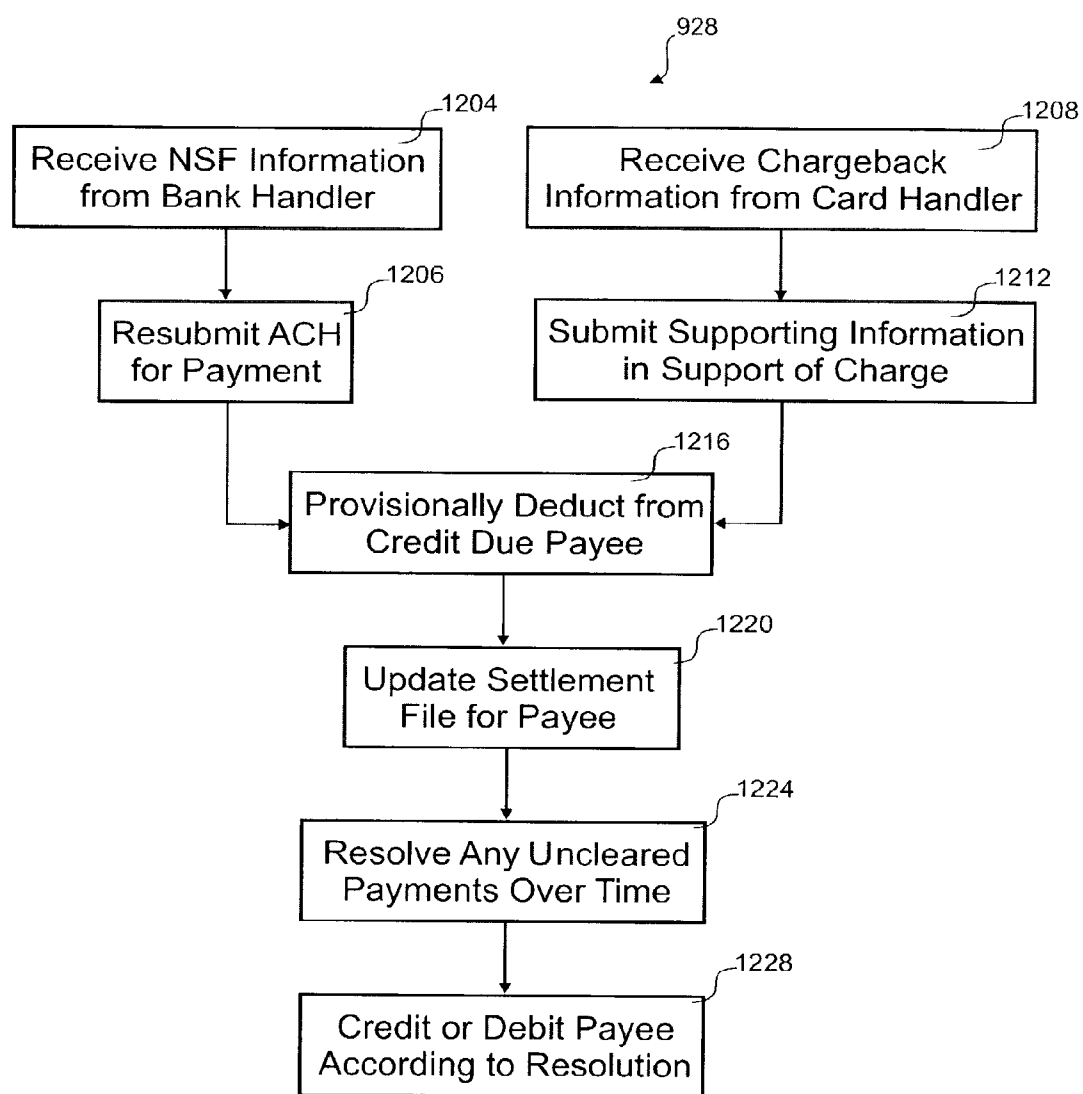 928
1204
Receive NSF Information
from Bank Handler
1208
Receive Chargeback
Information from Card Handler
1206
Resubmit ACH
for Payment
1212
Submit Supporting Information
in Support of Charge
1216
Provisionally Deduct from
Credit Due Payee
1220
Update Settlement
File for Payee
1224
Resolve Any Uncleared
Payments Over Time
1228
Credit or Debit Payee
According to Resolution